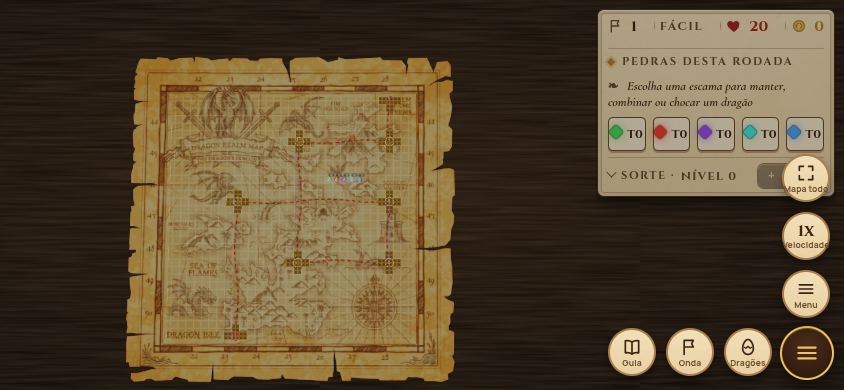 1 FÁCIL 20 0
PEDRAS DESTA RODADA
Escolha uma escama para manter,
combinar ou chocar um dragão
T0 T0 T0 T0 T0
SORTE · NÍVEL 0 +
Mapa todo
1X
Velocidade
Menu
Guia Onda Dragões
DRAGON REALM MAP
SEA OF
FLAMES
DRAGON ISLE